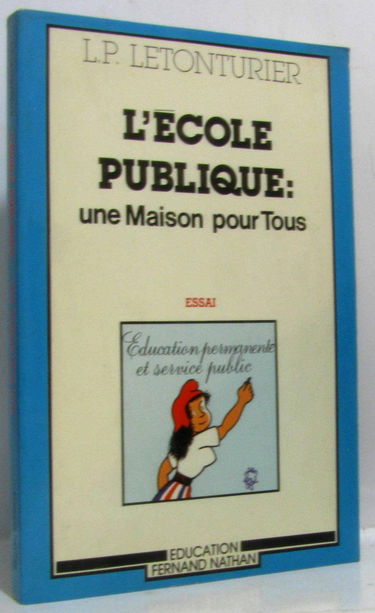 L.P. LETONTURIER
L'ÉCOLE
PUBLIQUE:
une Maison pour Tous
ESSAI
Education permanente
et service public
EDUCATION
FERNAND NATHAN